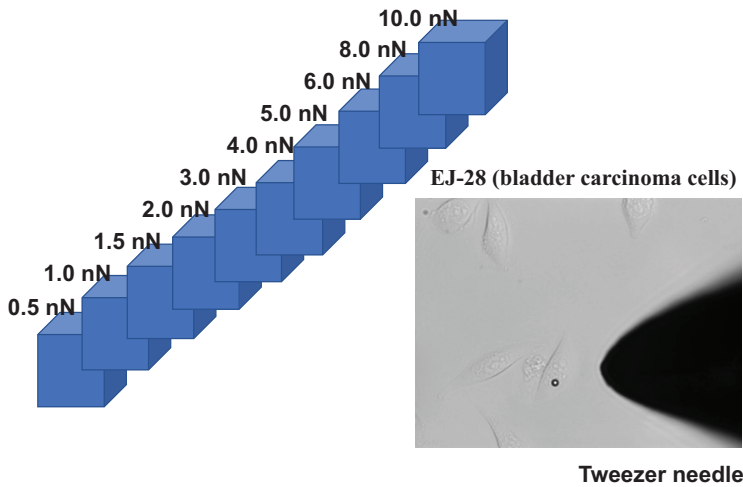 10.0 nN
8.0 nN
6.0 nN
5.0 nN
4.0 nN
3.0 nN
2.0 nN
1.5 nN
1.0 nN
0.5 nN
EJ-28 (bladder carcinoma cells)
Tweezer needle